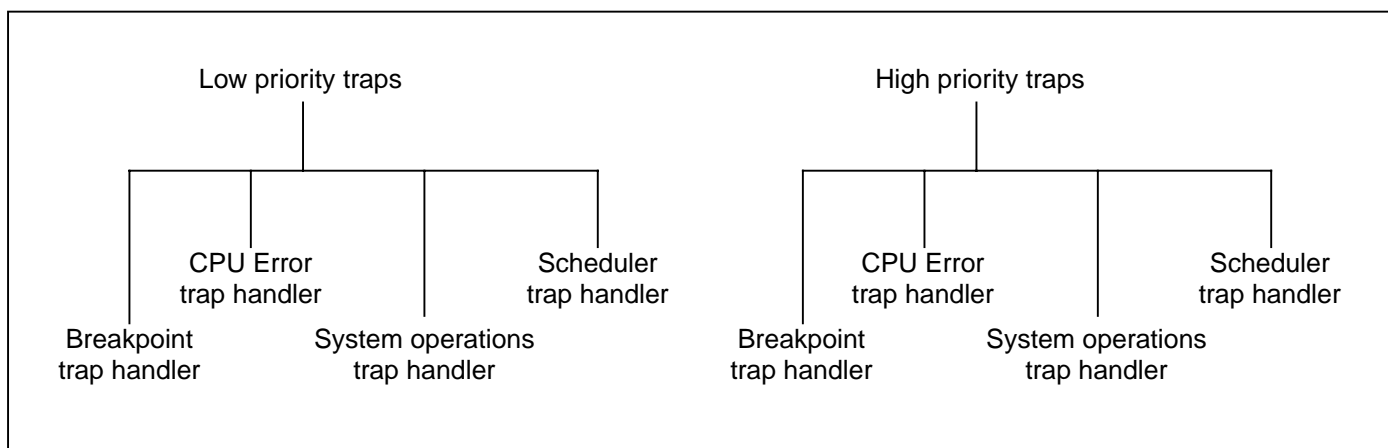 Low priority traps
High priority traps
CPU Error
trap handler
Scheduler
trap handler
Breakpoint
trap handler
System operations
trap handler
CPU Error
trap handler
Scheduler
trap handler
Breakpoint
trap handler
System operations
trap handler